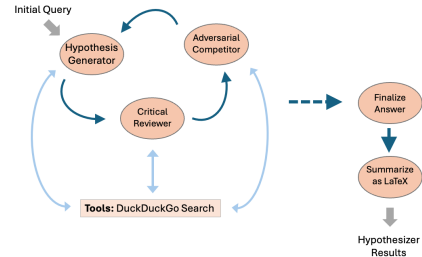 Initial Query
Hypothesis
Generator
Adversarial
Competitor
Critical
Reviewer
Tools: DuckDuckGo Search
Finalize
Answer
Summarize
as LaTeX
Hypothesizer
Results